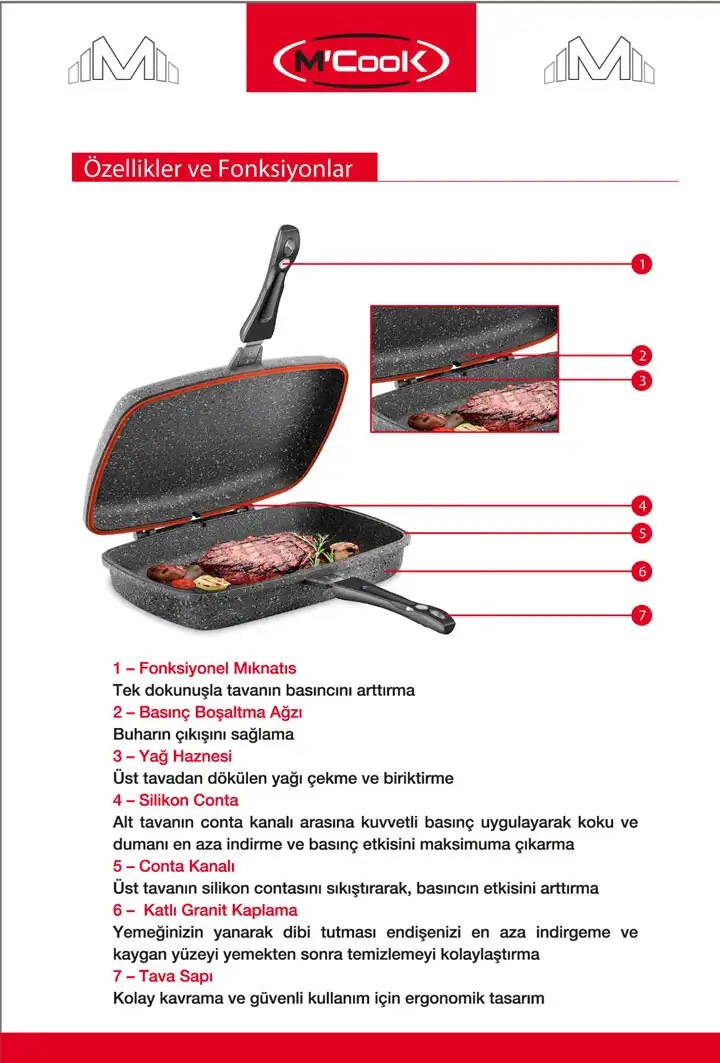 M'CooK
Özellikler ve Fonksiyonlar
1
2
3
4
5
6
7
1 – Fonksiyonel Mıknatıs
Tek dokunuşla tavanın basıncını arttırma
2 – Basınç Boşaltma Ağzı
Buharın çıkışını sağlama
3 – Yağ Haznesi
Üst tavadan dökülen yağı çekme ve biriktirme
4 – Silikon Conta
Alt tavanın conta kanalı arasına kuvvetli basınç uygulayarak koku ve
dumanı en aza indirme ve basınç etkisini maksimuma çıkarma
5 – Conta Kanalı
Üst tavanın silikon contasını sıkıştırarak, basıncın etkisini arttırma
6 – Katlı Granit Kaplama
Yemeğinizin yanarak dibi tutması endişenizi en aza indirgeme ve
kaygan yüzeyi yemekten sonra temizlemeyi kolaylaştırma
7 – Tava Sapı
Kolay kavrama ve güvenli kullanım için ergonomik tasarım